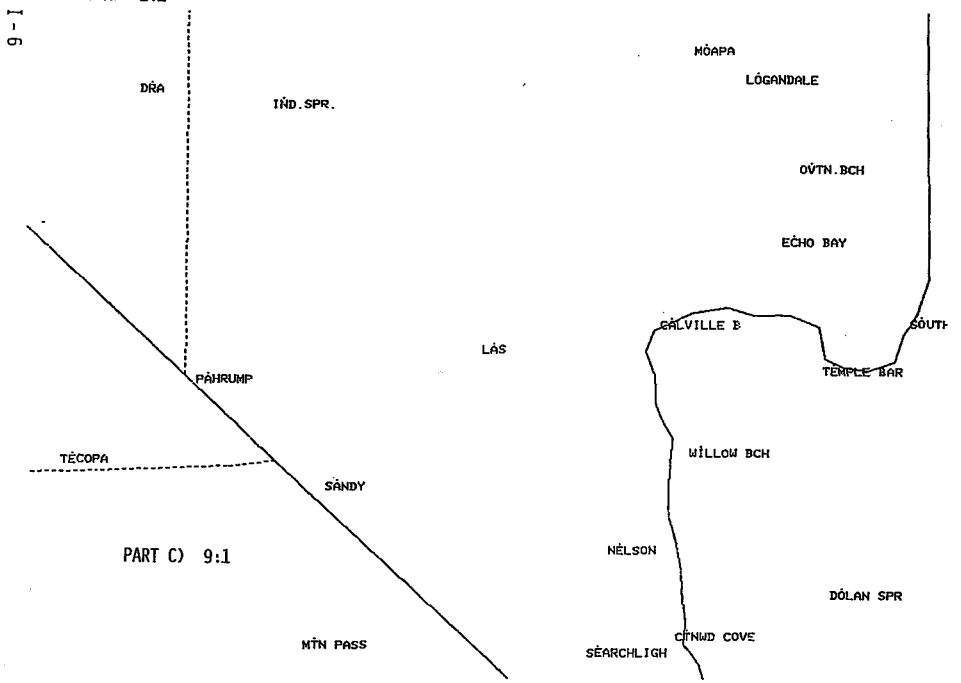 9-I
MOAPA
DRA
LOGANDALE
IND.SPR.
OVTN.BCH
ECHO BAY
CALVILLE B
SOUTH
LAS
TEMPLE BAR
PAHRUMP
TECOPA
WILLOW BCH
SANDY
PART C) 9:1
NELSON
DOLAN SPR
CTNWD COVE
MTN PASS
SEARCHLIGH